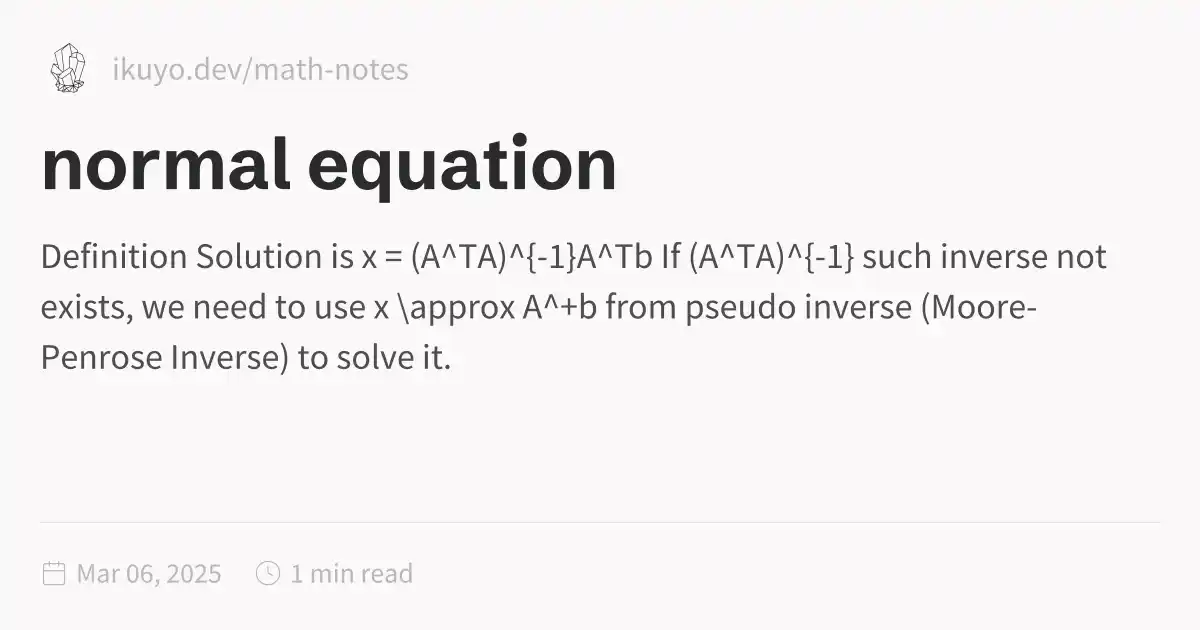 ikuyo.dev/math-notes
normal equation
Definition Solution is x = (A^TA)^{-1}A^Tb If (A^TA)^{-1} such inverse not
exists, we need to use x \approx A^+b from pseudo inverse (Moore-
Penrose Inverse) to solve it.
Mar 06, 2025 1 min read